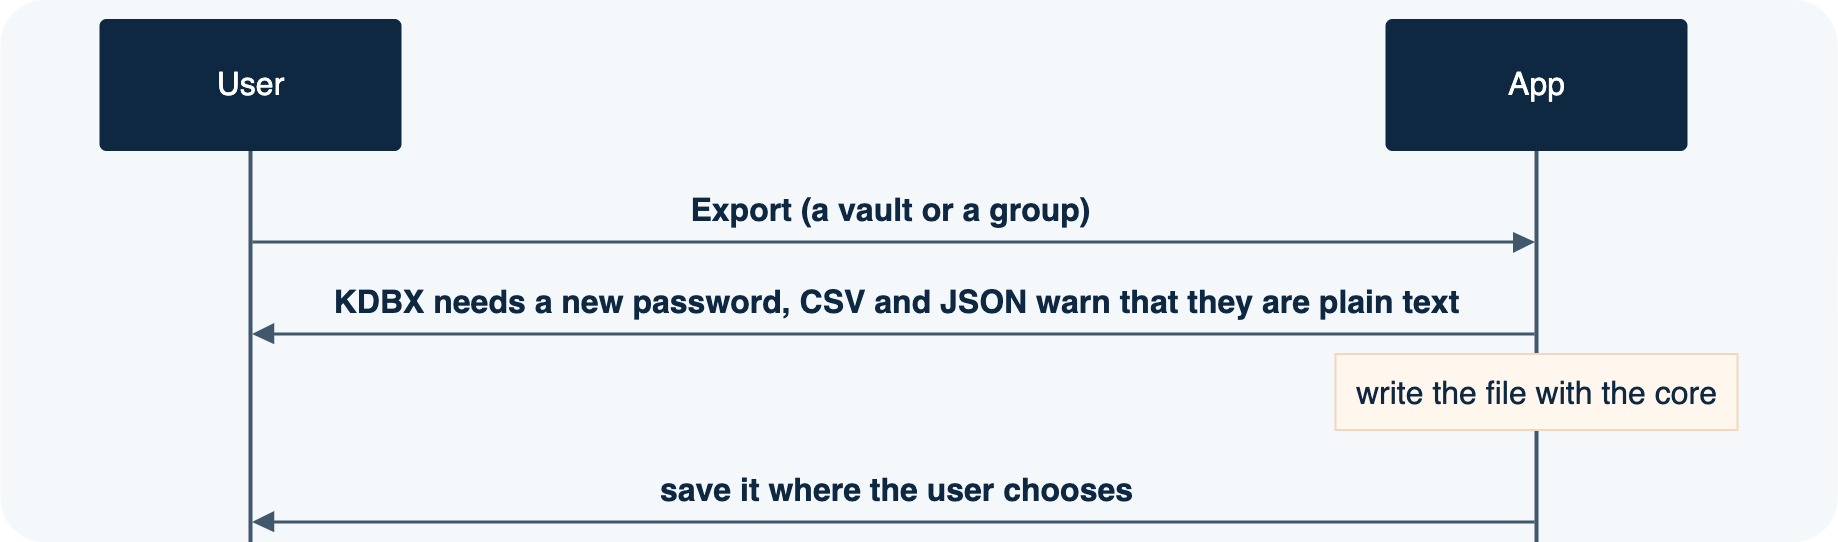 User
App
Export (a vault or a group)
KDBX needs a new password, CSV and JSON warn that they are plain text
write the file with the core
save it where the user chooses